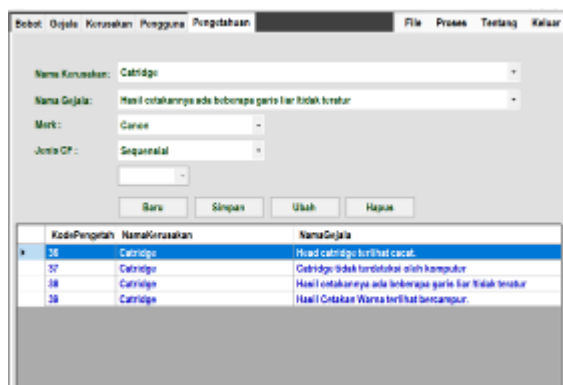 Bobot Gejala Kerusakan Pengguna Pengetahuan File Proses Tentang Keluar
Nama Kerusakan: Catridge
Nama Gejala: Hasil cetakannya ada beberapa garis liar /tidak teratur
Merk : Canon
Jenis CF : Sequensial
Baru Simpan Ubah Hapus
KodePengetah NamaKerusakan NamaGejala
36 Catridge Head catridge terlihat cacat.
37 Catridge Catridge tidak terdeteksi oleh komputer
38 Catridge Hasil cetakannya ada beberapa garis liar /tidak teratur
39 Catridge Hasil Cetakan Warna terlihat bercampur.